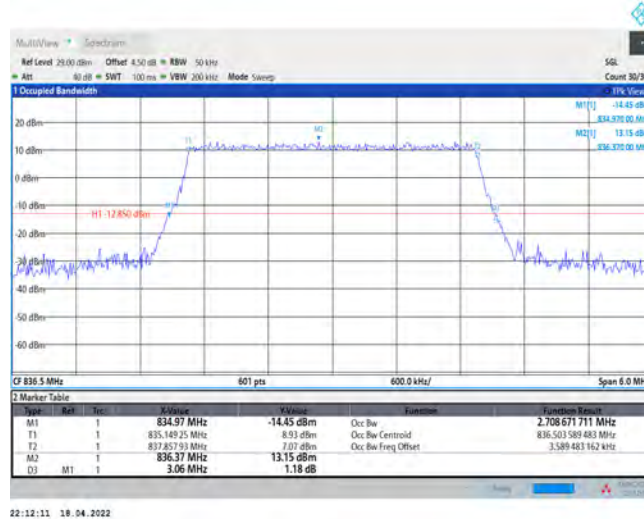 MultiView Spectrum
Ref Level 29.00 dBm Offset 4.50 dB RBW 50 kHz SGL
Att 40 dB SWT 100 ms VBW 200 kHz Mode Sweep Count 30/3
1 Occupied Bandwidth 1Pk View
M1[1] -14.45 dB
834.970 00 M
M2[1] 13.15 dB
836.370 00 M
20 dBm
M2
T1
10 dBm
0 dBm
-10 dBm
H1 -12.850 dBm
-20 dBm
-30 dBm
-40 dBm
-50 dBm
-60 dBm
CF 836.5 MHz 601 pts 600.0 kHz/ Span 6.0 MH
2 Marker Table
Type Ref Trc X-Value Y-Value Function Function Result
M1 1 834.97 MHz -14.45 dBm Occ Bw 2.708 671 711 MHz
T1 1 835.149 25 MHz 8.93 dBm Occ Bw Centroid 836.503 589 483 MHz
T2 1 837.857 93 MHz 7.07 dBm Occ Bw Freq Offset 3.589 483 162 kHz
M2 1 836.37 MHz 13.15 dBm
D3 M1 1 3.06 MHz 1.18 dB
22:12:11 18.04.2022